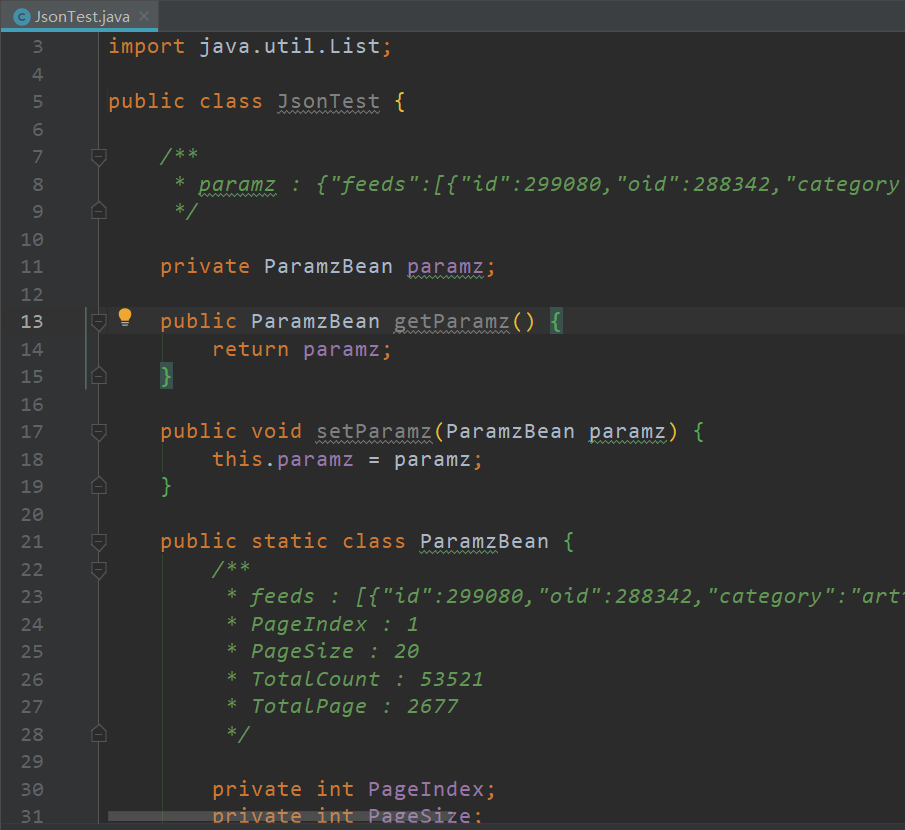 JsonTest.java
3 import java.util.List;
4
5 public class JsonTest {
6
7 /**
8 * paramz : {"feeds":[{"id":299080,"oid":288342,"category
9 */
10
11 private ParamzBean paramz;
12
13 public ParamzBean getParamz() {
14 return paramz;
15 }
16
17 public void setParamz(ParamzBean paramz) {
18 this.paramz = paramz;
19 }
20
21 public static class ParamzBean {
22 /**
23 * feeds : [{"id":299080,"oid":288342,"category":"art
24 * PageIndex : 1
25 * PageSize : 20
26 * TotalCount : 53521
27 * TotalPage : 2677
28 */
29
30 private int PageIndex;
31 private int PageSize;